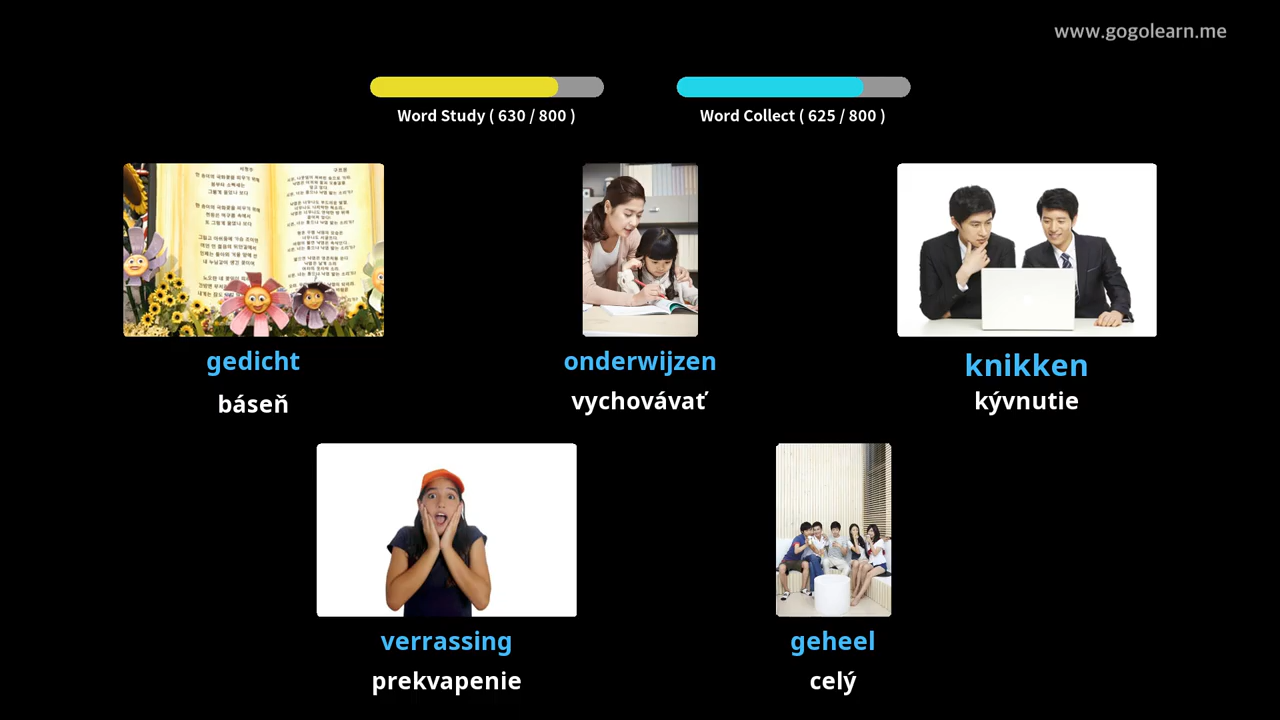 www.gogolearn.me
Word Study ( 630 / 800 )
Word Collect ( 625 / 800 )
gedicht
báseň
onderwijzen
vychovávať
knikken
kývnutie
verrassing
prekvapenie
geheel
celý